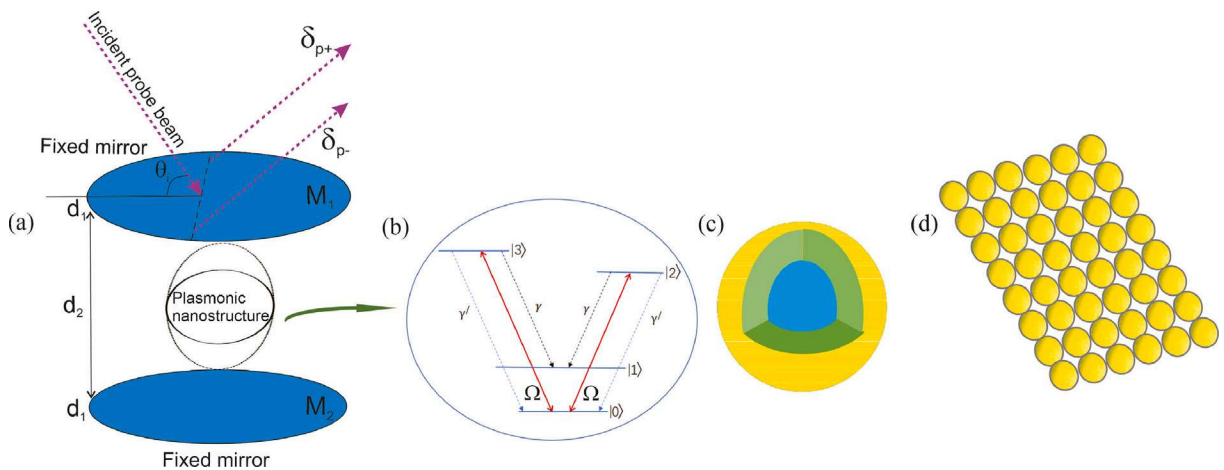 (a)
Incident probe beam
δp+
δp-
Fixed mirror
θi
M1
d1
d2
Plasmonic
nanostructure
d1
M2
Fixed mirror
(b)
|3⟩
|2⟩
γ/
γ
γ
γ/
|1⟩
Ω
Ω
|0⟩
(c)
(d)